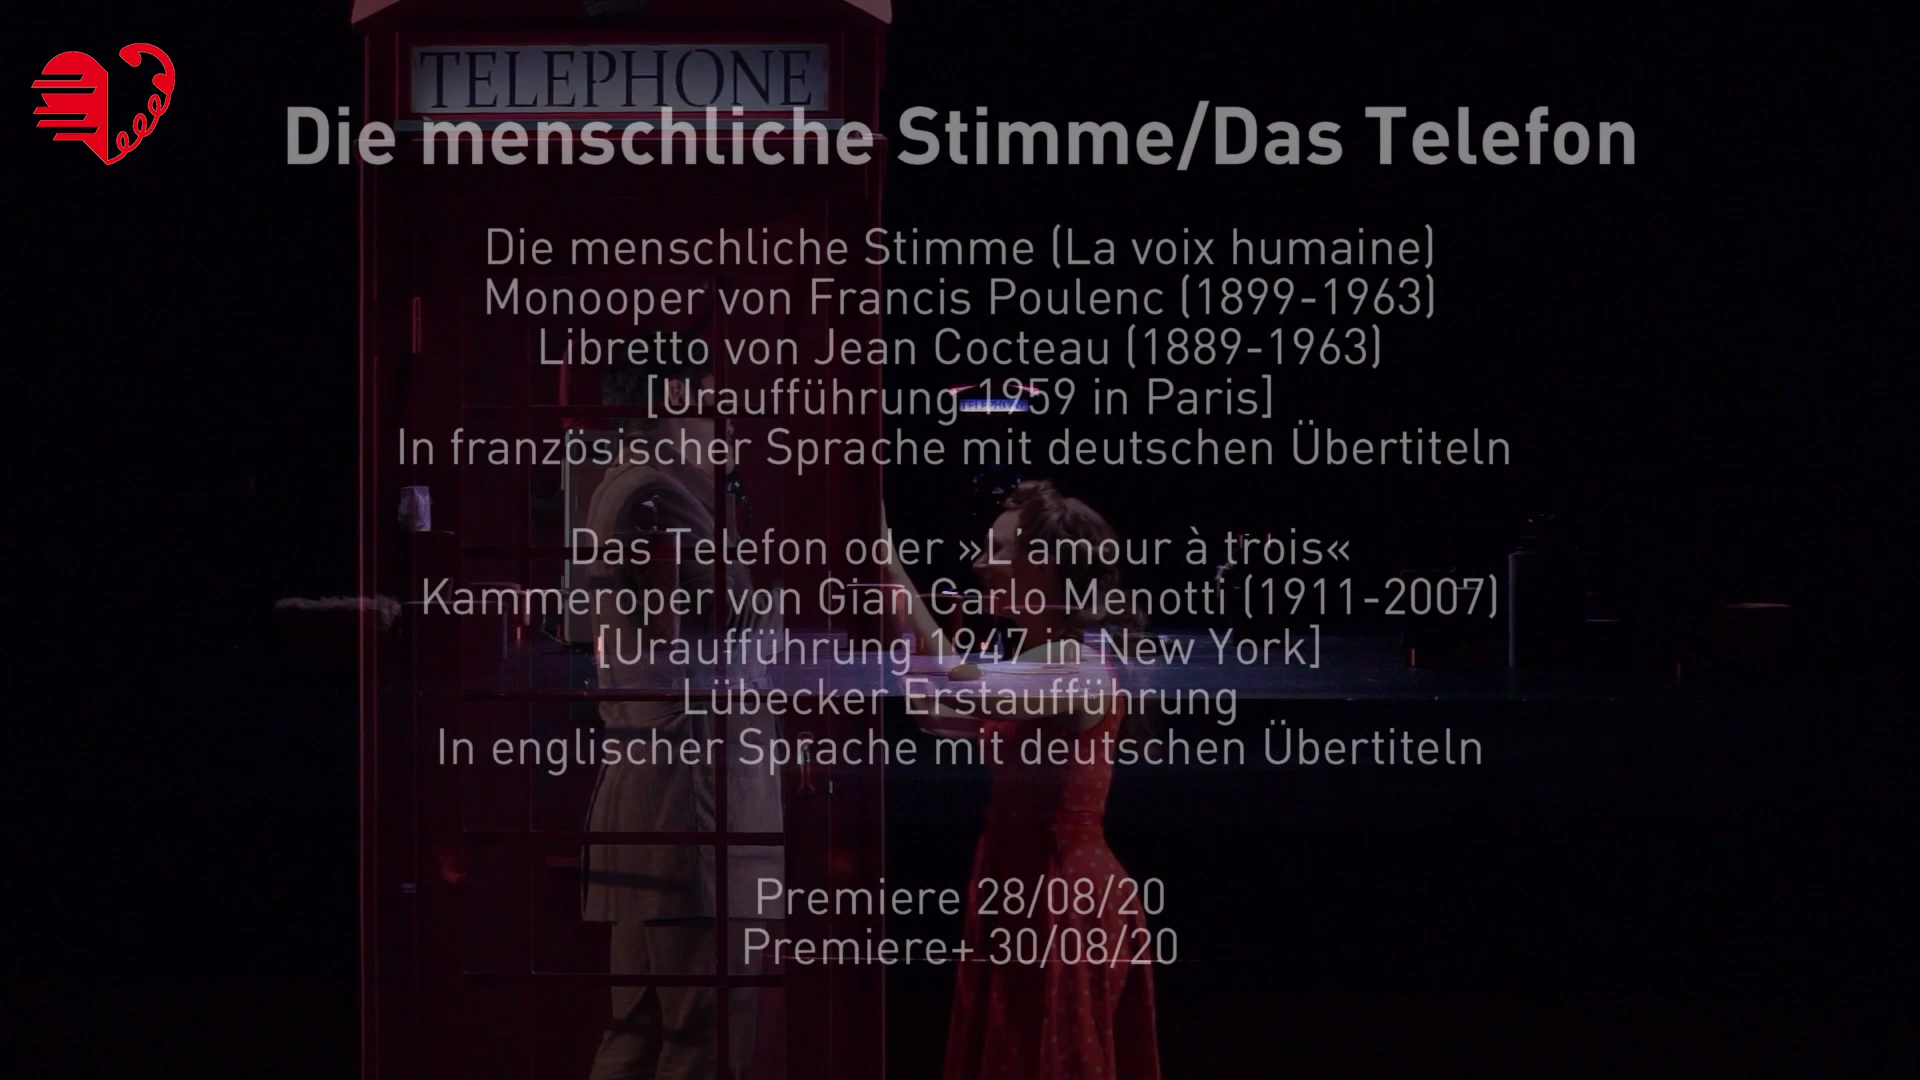 TELEPHONE
Die menschliche Stimme/Das Telefon
Die menschliche Stimme (La voix humaine)
Monooper von Francis Poulenc (1899-1963)
Libretto von Jean Cocteau (1889-1963)
[Uraufführung 1959 in Paris]
TELEPHONE
In französischer Sprache mit deutschen Übertiteln
Das Telefon oder »L'amour à trois«
Kammeroper von Gian Carlo Menotti (1911-2007)
[Uraufführung 1947 in New York]
Lübecker Erstaufführung
In englischer Sprache mit deutschen Übertiteln
Premiere 28/08/20
Premiere+ 30/08/20